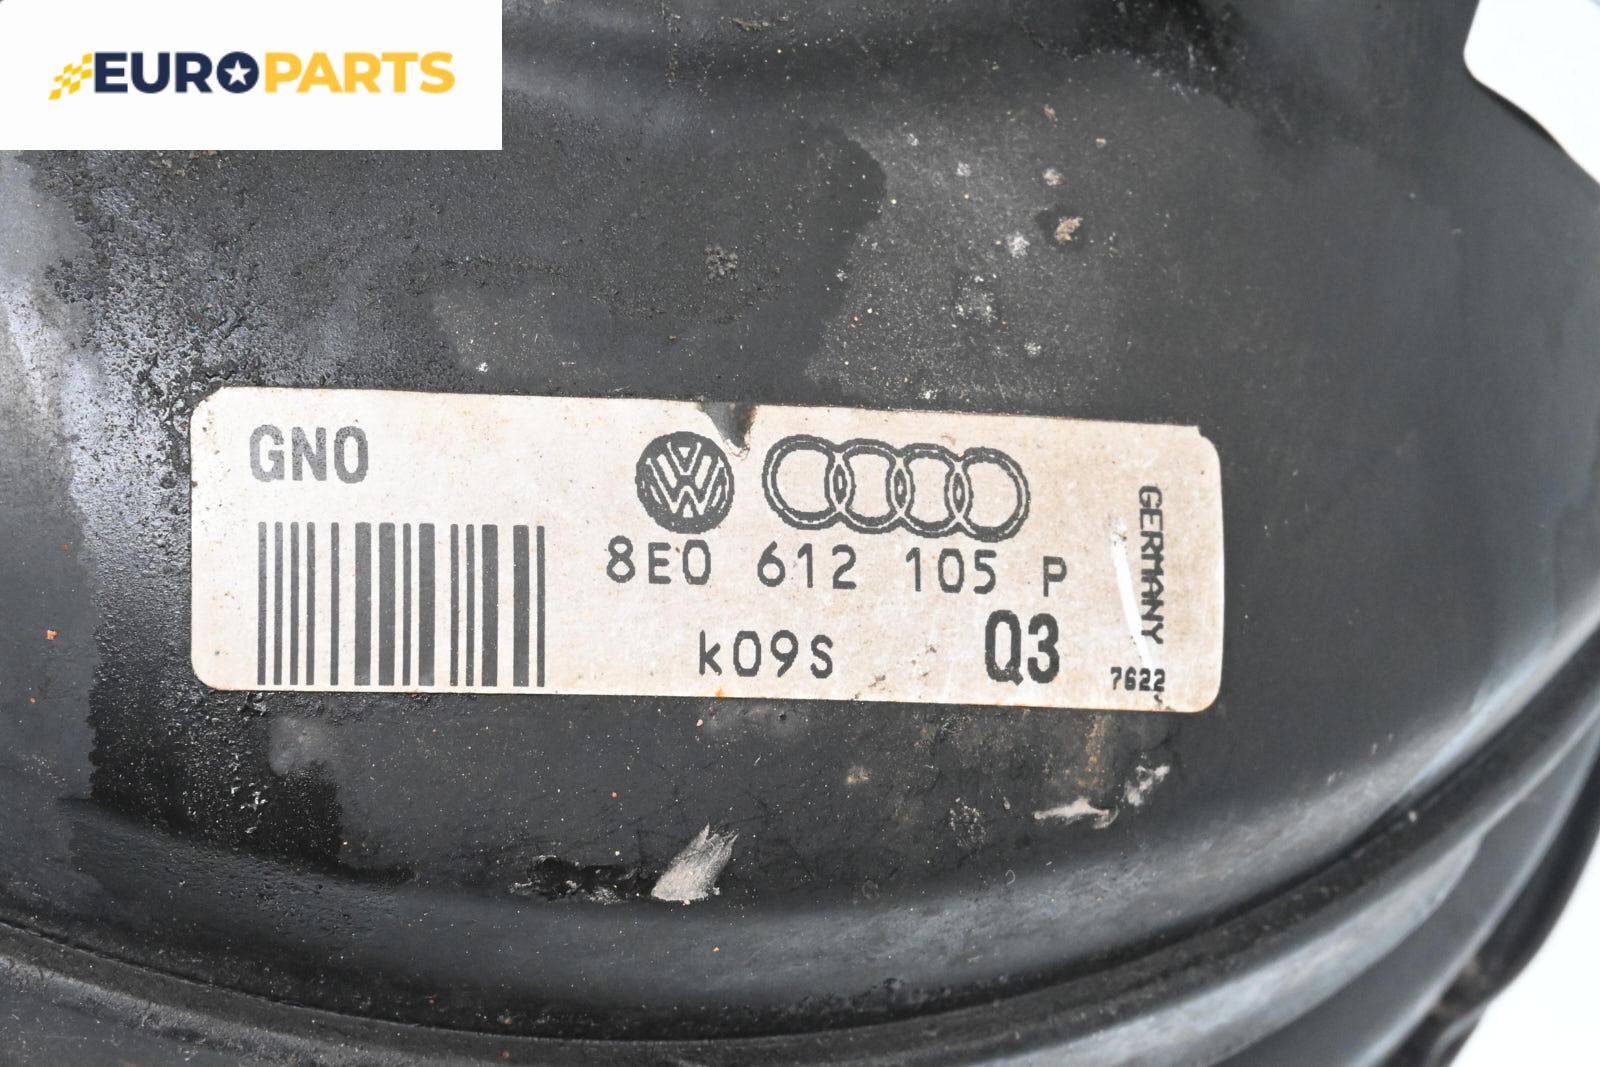 EUROPARTS
GNO
8E0 612 105 P
k09S Q3
GERMANY
7622